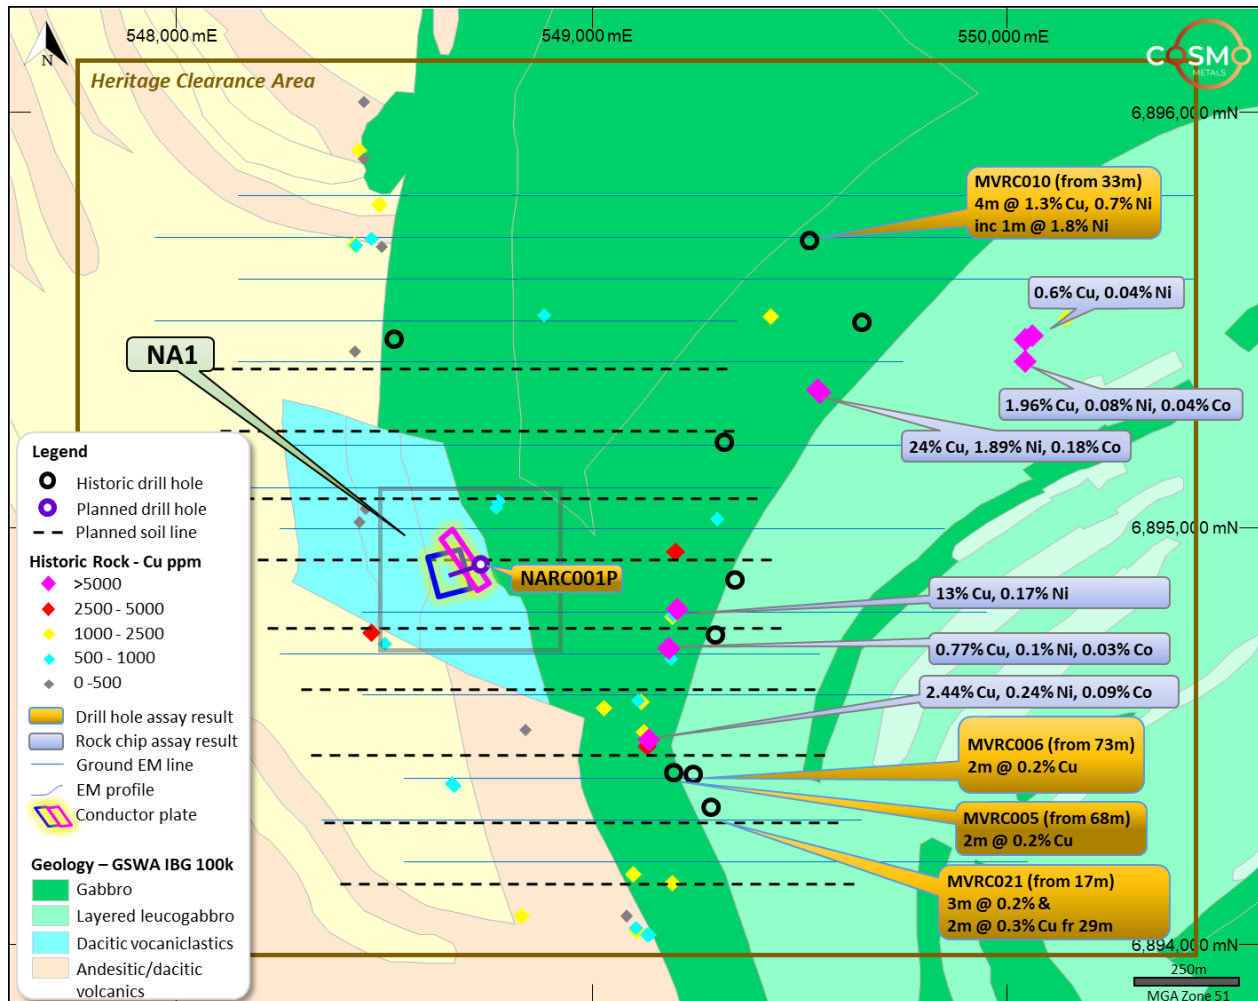 548,000 mE
549,000 mE
550,000 mE
COSMO
METALS
N
Heritage Clearance Area
6,896,000 mN
MVRC010 (from 33m)
4m @ 1.3% Cu, 0.7% Ni
inc 1m @ 1.8% Ni
0.6% Cu, 0.04% Ni
NA1
1.96% Cu, 0.08% Ni, 0.04% Co
24% Cu, 1.89% Ni, 0.18% Co
Legend
Historic drill hole
Planned drill hole
Planned soil line
Historic Rock - Cu ppm
>5000
2500 - 5000
1000 - 2500
500 - 1000
0 -500
Drill hole assay result
Rock chip assay result
Ground EM line
EM profile
Conductor plate
Geology – GSWA IBG 100k
Gabbro
Layered leucogabbro
Dacitic vocaniclastics
Andesitic/dacitic
volcanics
6,895,000 mN
NARC001P
13% Cu, 0.17% Ni
0.77% Cu, 0.1% Ni, 0.03% Co
2.44% Cu, 0.24% Ni, 0.09% Co
MVRC006 (from 73m)
2m @ 0.2% Cu
MVRC005 (from 68m)
2m @ 0.2% Cu
MVRC021 (from 17m)
3m @ 0.2% &
2m @ 0.3% Cu fr 29m
6,894,000 mN
250m
MGA Zone 51